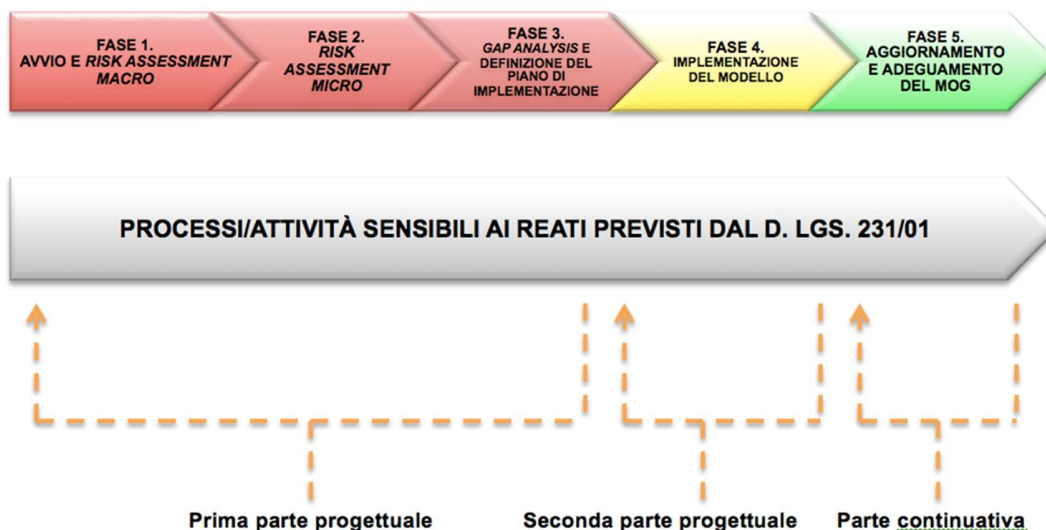 FASE 1.
AVVIO E RISK ASSESSMENT
MACRO
FASE 2.
RISK
ASSESSMENT
MICRO
FASE 3.
GAP ANALYSIS E
DEFINIZIONE DEL
PIANO DI
IMPLEMENTAZIONE
FASE 4.
IMPLEMENTAZIONE
DEL MODELLO
FASE 5.
AGGIORNAMENTO
E ADEGUAMENTO
DEL MOG
PROCESSI/ATTIVITÀ SENSIBILI AI REATI PREVISTI DAL D. LGS. 231/01
Prima parte progettuale
Seconda parte progettuale
Parte continuativa